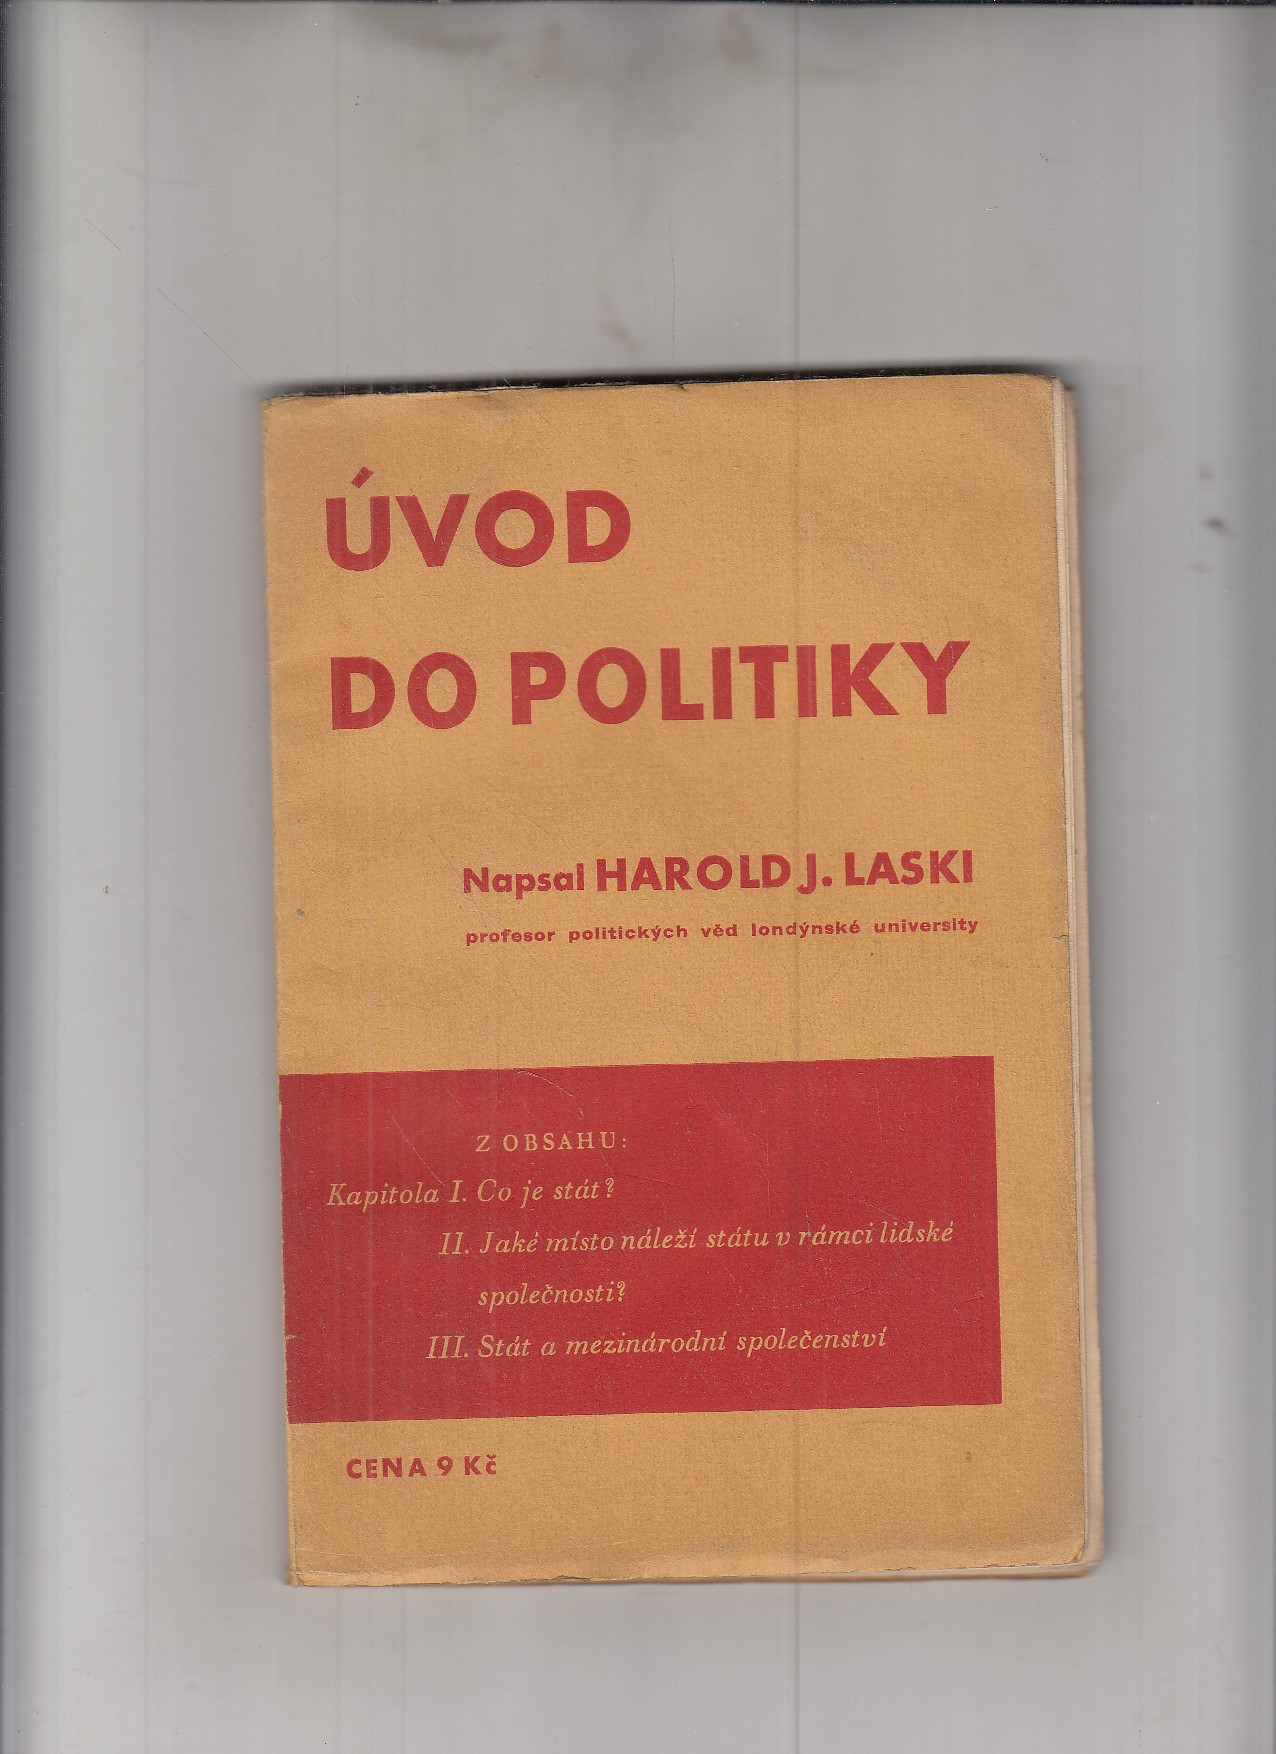 ÚVOD
DO POLITIKY
Napsal HAROLD J. LASKI
profesor politických věd londýnské university
Z OBSAHU:
Kapitola I. Co je stát?
II. Jaké místo náleží státu v rámci lidské
společnosti?
III. Stát a mezinárodní společenství
CENA 9 Kč